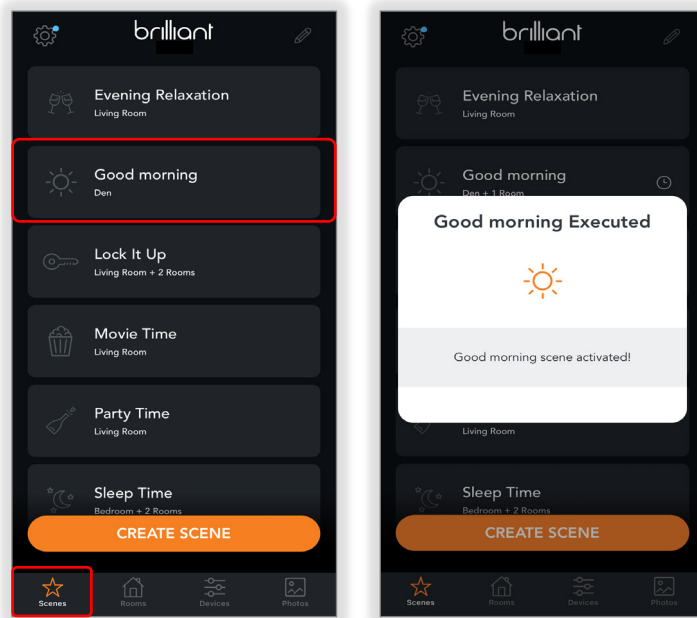 brilliant
Evening Relaxation
Living Room
Good morning
Den
Lock It Up
Living Room + 2 Rooms
Movie Time
Living Room
Party Time
Living Room
Sleep Time
Bedroom + 2 Rooms
CREATE SCENE
Scenes
Rooms
Devices
Photos
brilliant
Evening Relaxation
Living Room
Good morning
Den + 1 Room
Good morning Executed
Good morning scene activated!
Living Room
Sleep Time
Bedroom + 2 Rooms
CREATE SCENE
Scenes
Rooms
Devices
Photos